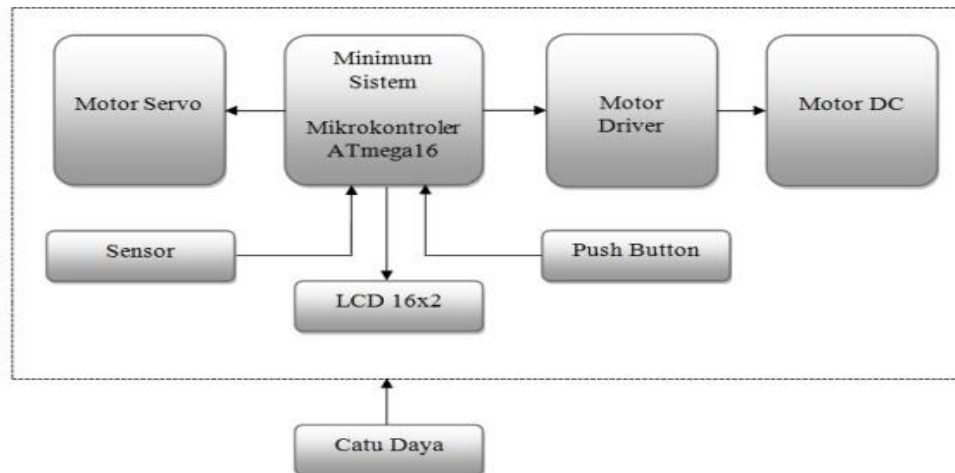 Motor Servo
Minimum
Sistem
Mikrokontroler
ATmega16
Motor
Driver
Motor DC
Sensor
Push Button
LCD 16x2
Catu Daya